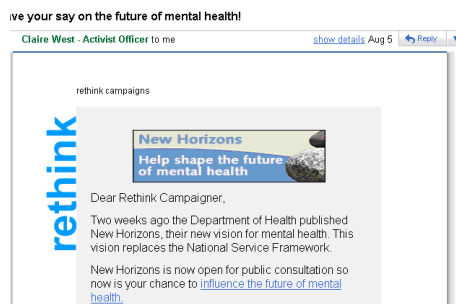 ve your say on the future of mental health!
Claire West - Activist Officer to me show details Aug 5 Reply
rethink campaigns
rethink
New Horizons
Help shape the future
of mental health
Dear Rethink Campaigner,
Two weeks ago the Department of Health published
New Horizons, their new vision for mental health. This
vision replaces the National Service Framework.
New Horizons is now open for public consultation so
now is your chance to influence the future of mental
health.